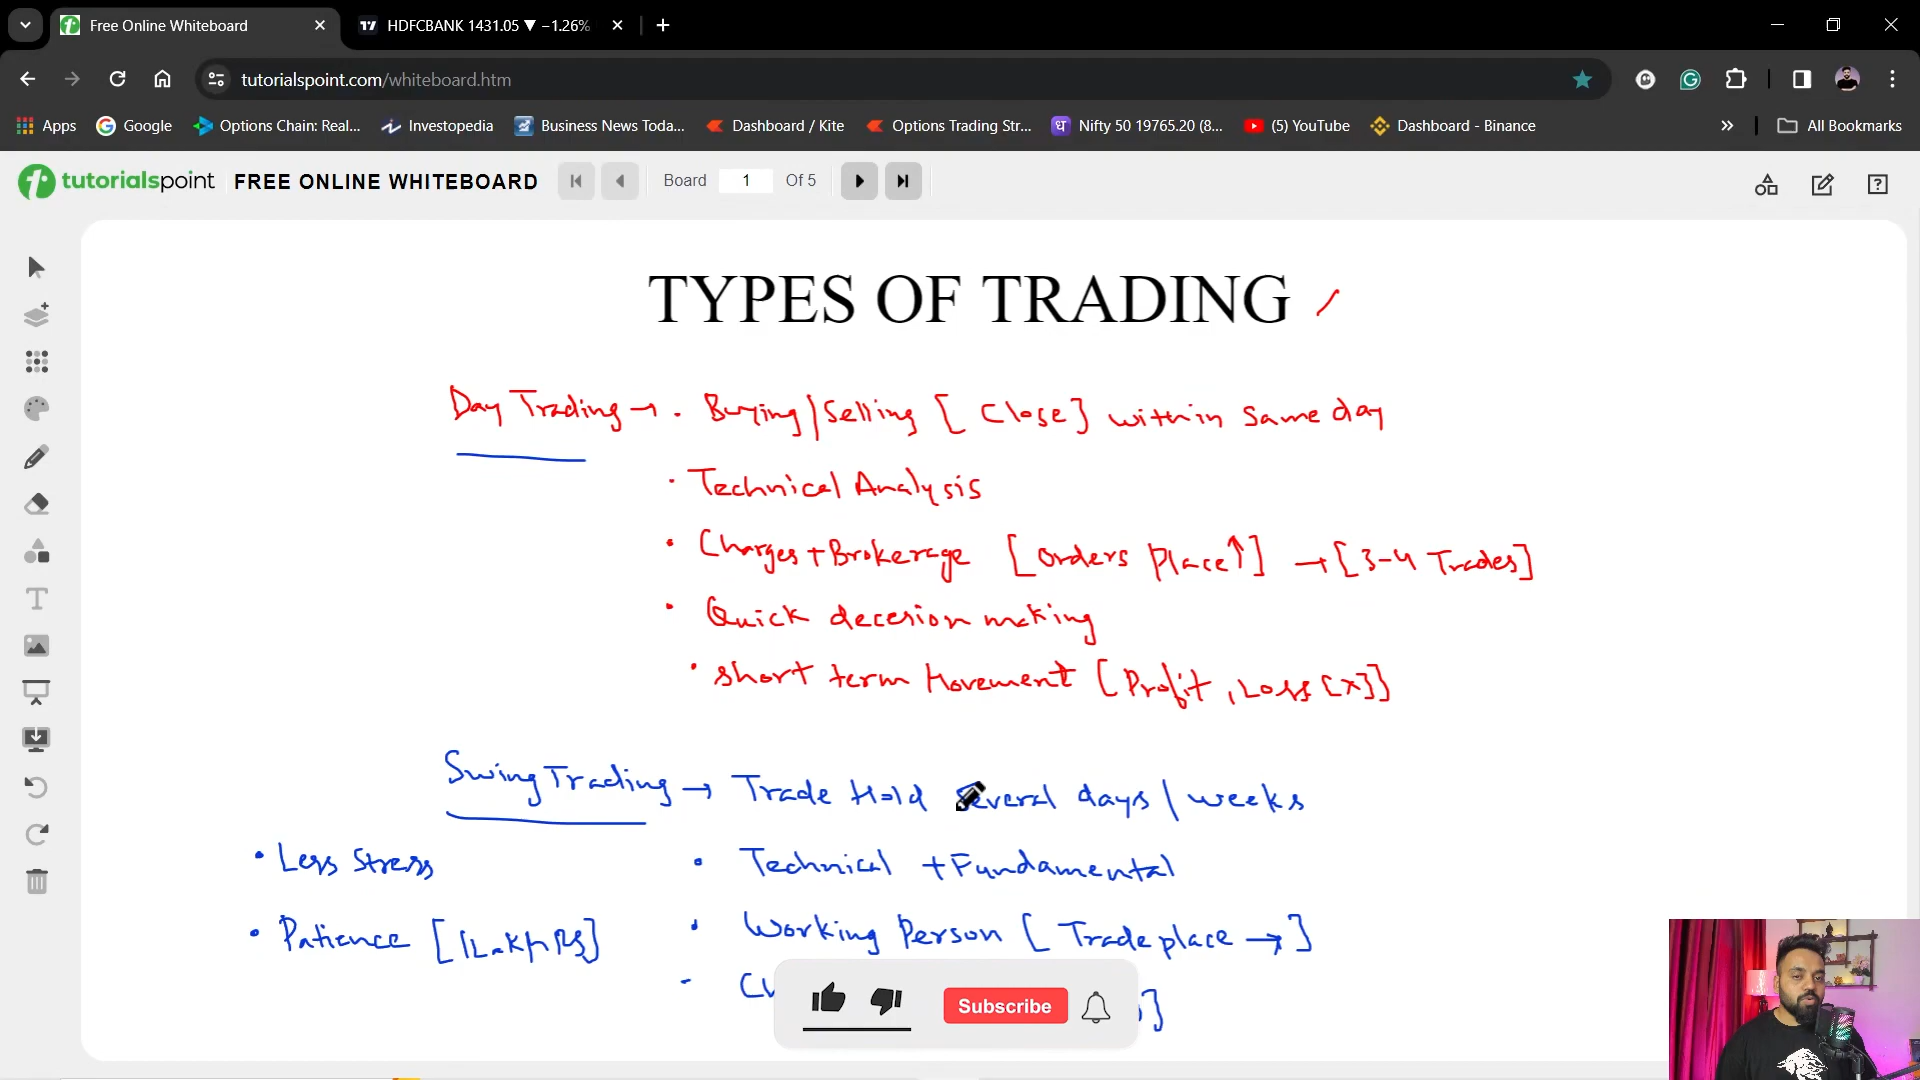 Free Online Whiteboard
HDFCBANK 1431.05 ▼ −1.26%
tutorialspoint.com/whiteboard.htm
Apps Google Options Chain: Real... Investopedia Business News Toda... Dashboard / Kite Options Trading Str... Nifty 50 19765.20 (8... (5) YouTube Dashboard - Binance » All Bookmarks
tutorialspoint FREE ONLINE WHITEBOARD Board 1 Of 5
TYPES OF TRADING
Day Trading → • Buying/Selling [ Close] within same day
• Technical Analysis
• Charges+Brokerage [Orders Place↑] →[3-4 Trades]
• Quick decesion making
• short term Movement [Profit, Loss [x]]
Swing Trading → Trade Hold Several days/weeks
• Less Stress
• Technical +Fundamental
• Patience
• Working Person [ Trade place → ]
Subscribe